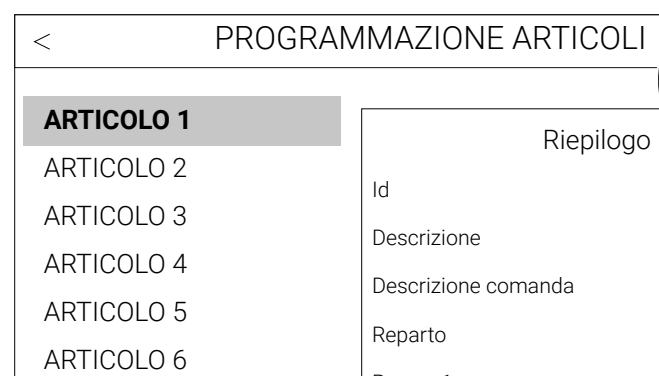 < PROGRAMMAZIONE ARTICOLI
ARTICOLO 1
ARTICOLO 2
ARTICOLO 3
ARTICOLO 4
ARTICOLO 5
ARTICOLO 6
Riepilogo
Id
Descrizione
Descrizione comanda
Reparto